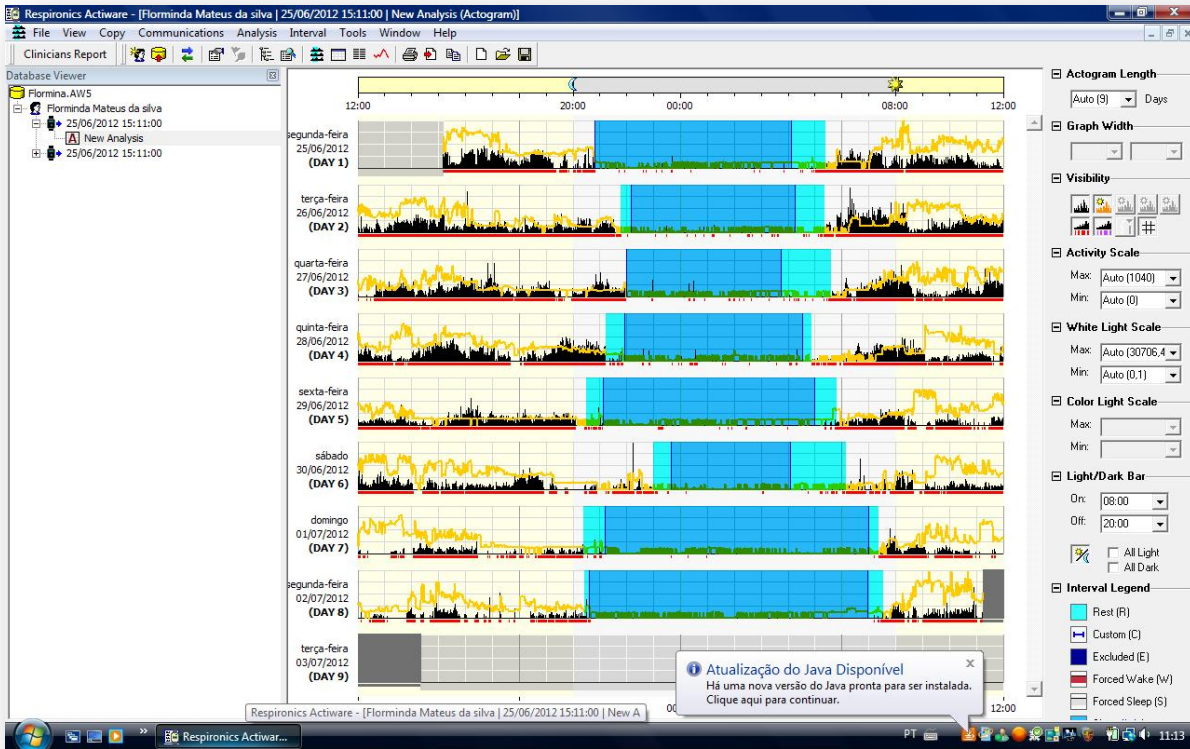 Respironics Actiware - [Florminda Mateus da silva | 25/06/2012 15:11:00 | New Analysis (Actogram)]
File View Copy Communications Analysis Interval Tools Window Help
Clinicians Report
Database Viewer
Flormina.AW5
Florminda Mateus da silva
25/06/2012 15:11:00
A New Analysis
25/06/2012 15:11:00
12:00 20:00 00:00 08:00 12:00
segunda-feira
25/06/2012
(DAY 1)
terça-feira
26/06/2012
(DAY 2)
quarta-feira
27/06/2012
(DAY 3)
quinta-feira
28/06/2012
(DAY 4)
sexta-feira
29/06/2012
(DAY 5)
sábado
30/06/2012
(DAY 6)
domingo
01/07/2012
(DAY 7)
segunda-feira
02/07/2012
(DAY 8)
terça-feira
03/07/2012
(DAY 9)
12:00
Actogram Length
Auto (9) Days
Graph Width
Visibility
Activity Scale
Max: Auto (1040)
Min: Auto (0)
White Light Scale
Max: Auto (30706,4
Min: Auto (0,1)
Color Light Scale
Max:
Min:
Light/Dark Bar
On: 08:00
Off: 20:00
All Light
All Dark
Interval Legend
Rest (R)
Custom (C)
Excluded (E)
Forced Wake (W)
Forced Sleep (S)
Atualização do Java Disponível
Há uma nova versão do Java pronta para ser instalada.
Clique aqui para continuar.
Respironics Actiware - [Florminda Mateus da silva | 25/06/2012 15:11:00 | New A
Respironics Actiwar...
PT
11:13